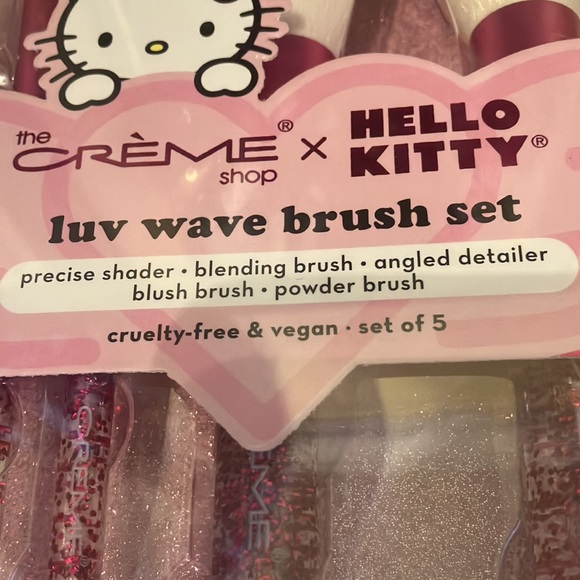 the
CRÈME® × HELLO
shop KITTY®
luv wave brush set
precise shader • blending brush • angled detailer
blush brush • powder brush
cruelty-free & vegan · set of 5
CRÈME